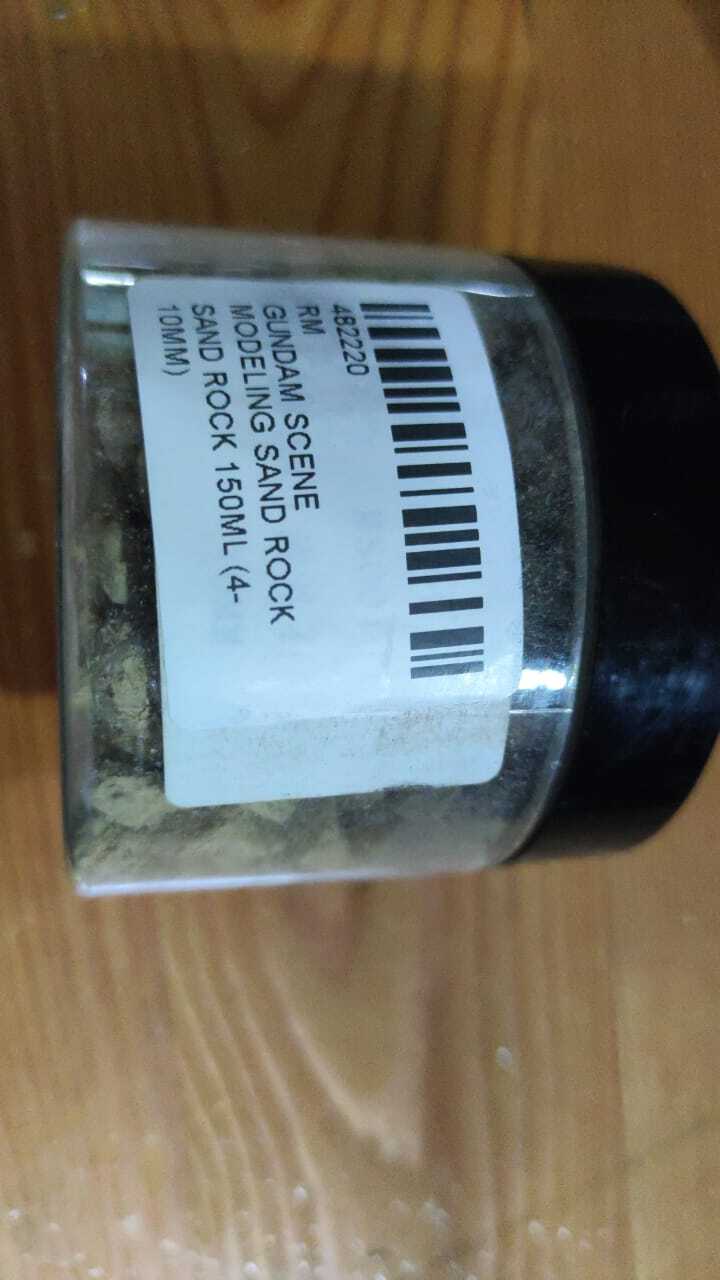 482220
RM
GUNDAM SCENE
MODELING SAND ROCK
SAND ROCK 150ML (4-
10MM)